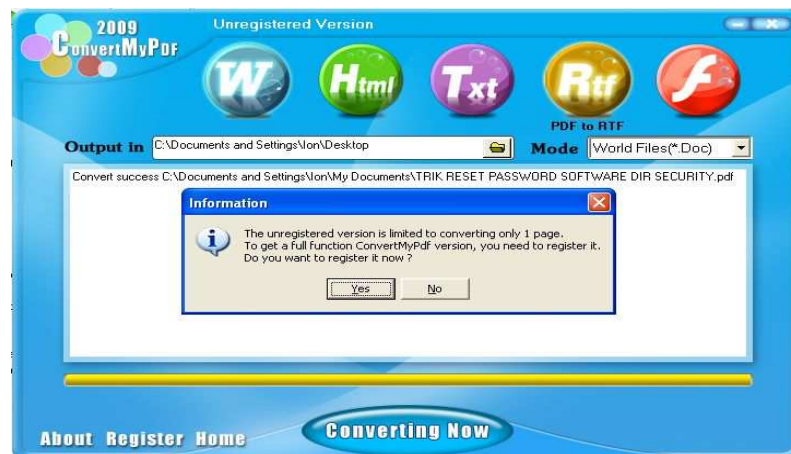 2009
ConvertMyPDF
Unregistered Version
W
Html
Txt
Rtf
PDF to RTF
Output in C:\Documents and Settings\Ion\Desktop
Mode World Files(*.Doc)
Convert success C:\Documents and Settings\Ion\My Documents\TRIK RESET PASSWORD SOFTWARE DIR SECURITY.pdf
Information
The unregistered version is limited to converting only 1 page.
To get a full function ConvertMyPdf version, you need to register it.
Do you want to register it now ?
Yes No
About Register Home
Converting Now